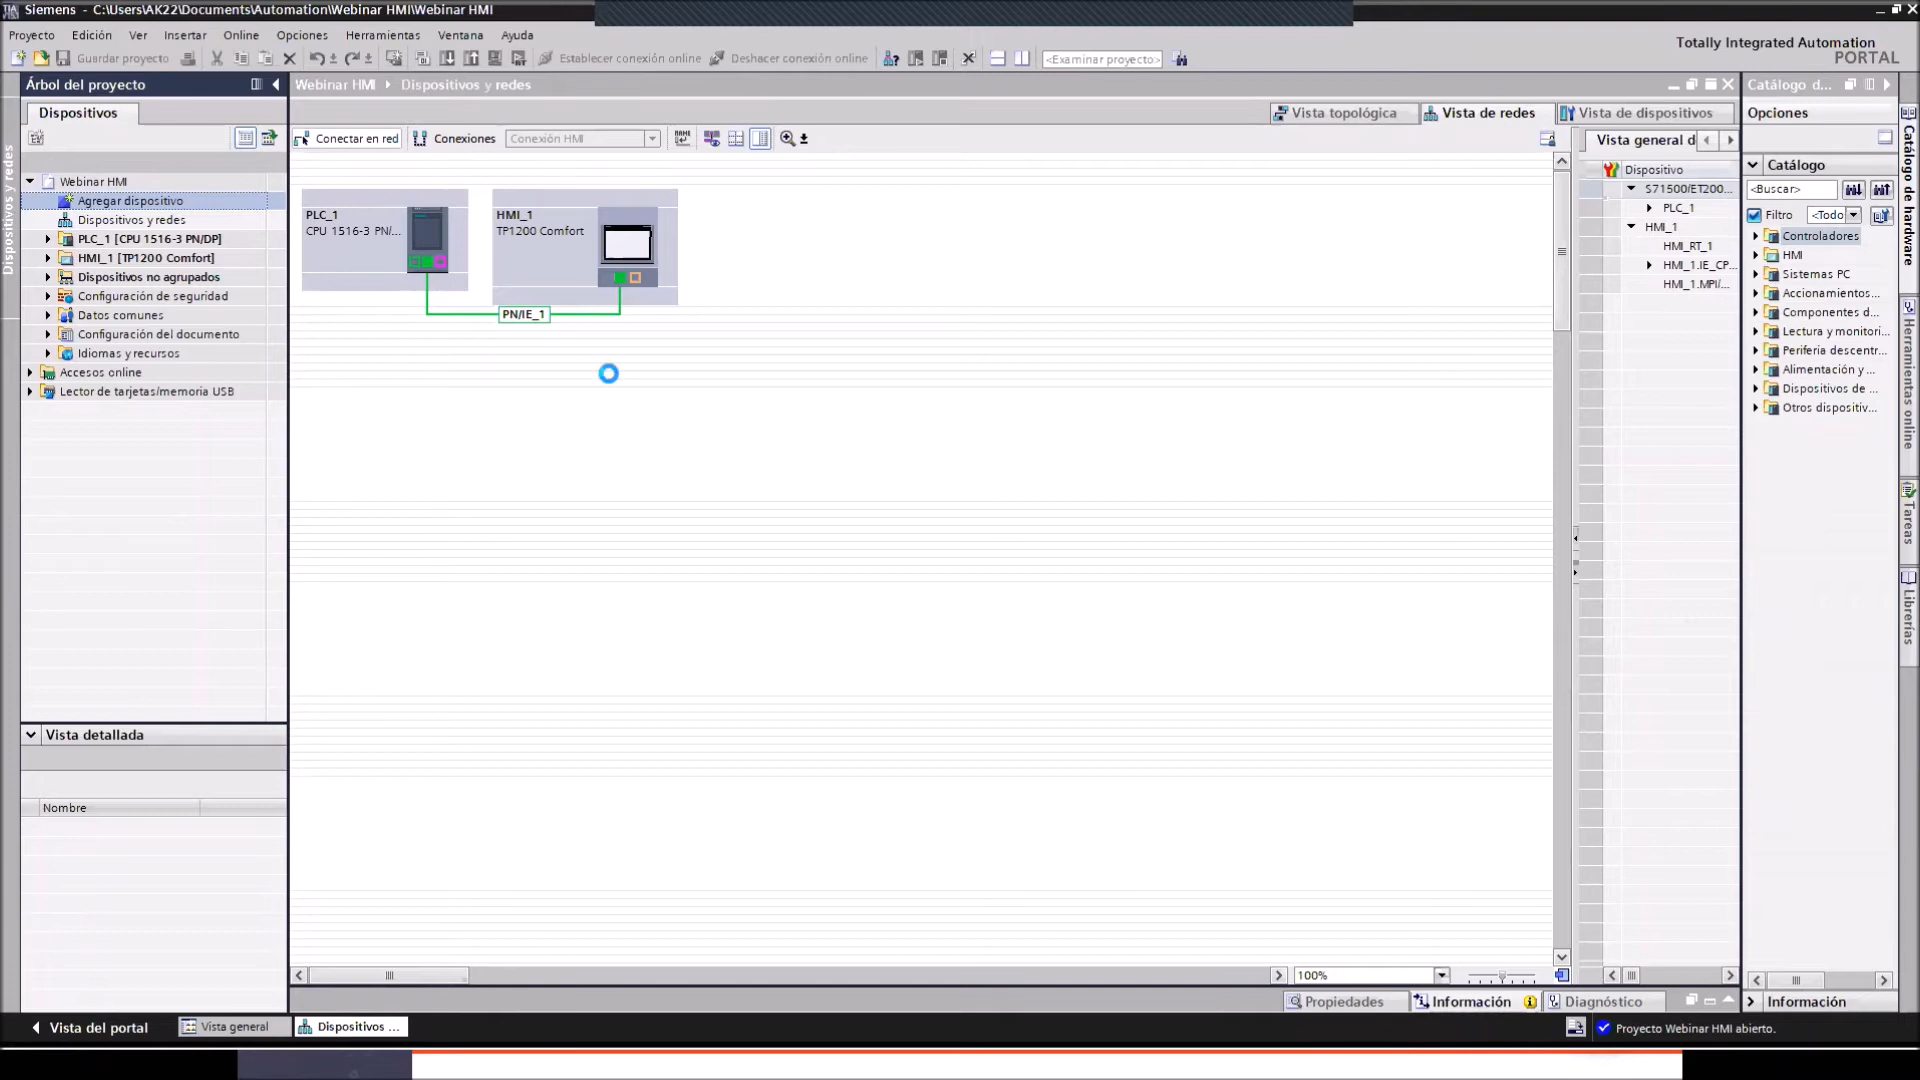 Siemens - C:\Users\AK22\Documents\Automation\Webinar HMI\Webinar HMI
Proyecto Edición Ver Insertar Online Opciones Herramientas Ventana Ayuda
Totally Integrated Automation
PORTAL
Guardar proyecto Establecer conexión online Deshacer conexión online <Examinar proyecto>
Árbol del proyecto
Webinar HMI Dispositivos y redes
Catálogo d...
Dispositivos
Vista topológica Vista de redes Vista de dispositivos
Opciones
Conectar en red Conexiones Conexión HMI
Vista general d
Dispositivos y redes
Webinar HMI
Agregar dispositivo
Dispositivos y redes
PLC_1 [CPU 1516-3 PN/DP]
HMI_1 [TP1200 Comfort]
Dispositivos no agrupados
Configuración de seguridad
Datos comunes
Configuración del documento
Idiomas y recursos
Accesos online
Lector de tarjetas/memoria USB
PLC_1
CPU 1516-3 PN/...
HMI_1
TP1200 Comfort
PN/IE_1
Dispositivo
S71500/ET200...
PLC_1
HMI_1
HMI_RT_1
HMI_1.IE_CP...
HMI_1.MPI/...
Catálogo
<Buscar>
Filtro <Todo
Controladores
HMI
Sistemas PC
Accionamientos...
Componentes d...
Lectura y monitori...
Periferia descentr...
Alimentación y ...
Dispositivos de ...
Otros dispositiv...
Catálogo de hardware
Herramientas online
Tareas
Librerías
Vista detallada
Nombre
100%
Propiedades Información Diagnóstico
Información
Vista del portal Vista general Dispositivos ...
Proyecto Webinar HMI abierto.